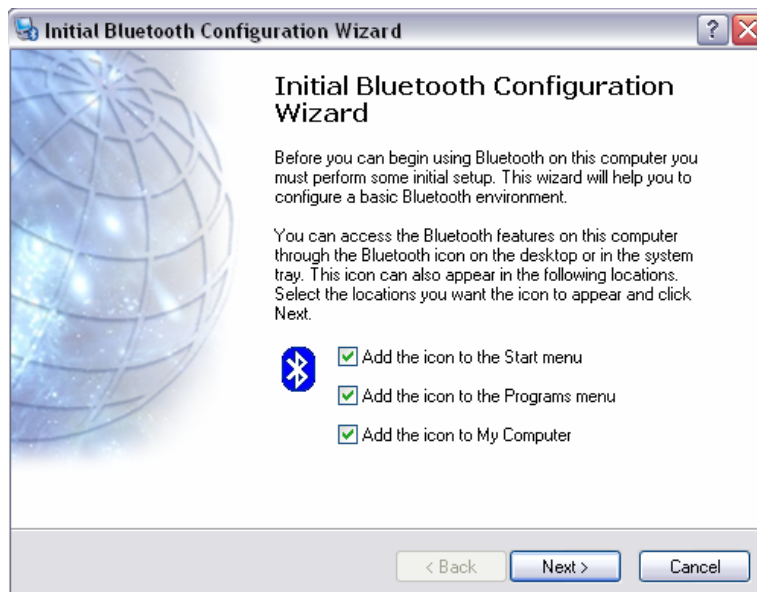 Initial Bluetooth Configuration Wizard
Initial Bluetooth Configuration
Wizard
Before you can begin using Bluetooth on this computer you
must perform some initial setup. This wizard will help you to
configure a basic Bluetooth environment.
You can access the Bluetooth features on this computer
through the Bluetooth icon on the desktop or in the system
tray. This icon can also appear in the following locations.
Select the locations you want the icon to appear and click
Next.
Add the icon to the Start menu
Add the icon to the Programs menu
Add the icon to My Computer
< Back Next > Cancel